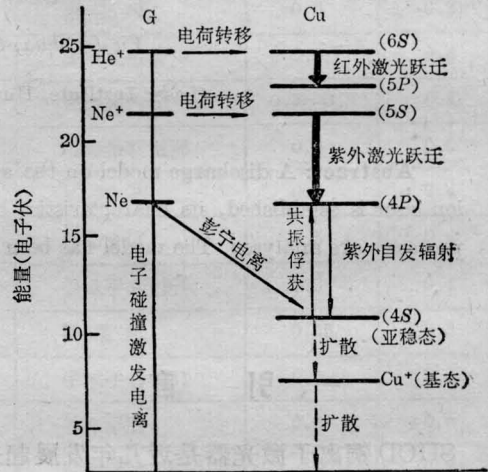 G Cu
25
He⁺
电荷转移
(6S)
红外激光跃迁
(5P)
Ne⁺
电荷转移
(5S)
20
紫外激光跃迁
Ne
(4P)
15
能量(电子伏)
电子碰撞激发电离
彭宁电离
共振俘获
紫外自发辐射
(4S)
(亚稳态)
10
扩散
Cu⁺(基态)
5
扩散